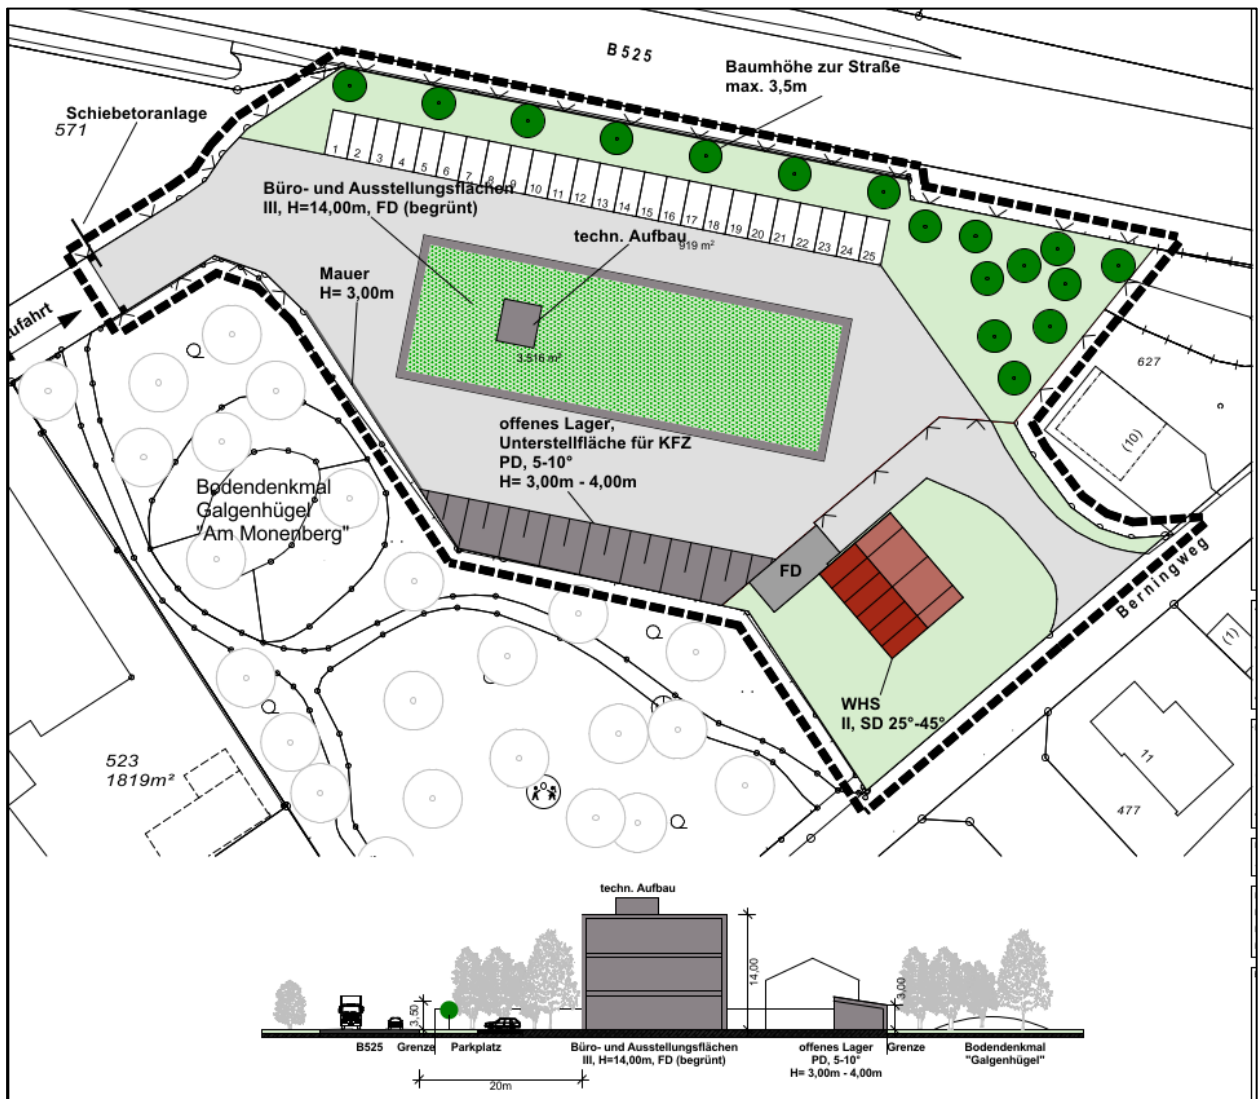 B 525
Baumhöhe zur Straße
max. 3,5m
Schiebetoranlage
571
1
2
3
4
5
6
7
8
9
10
11
12
13
14
15
16
17
18
19
20
21
22
23
24
25
Büro- und Ausstellungsflächen
III, H=14,00m, FD (begrünt)
techn. Aufbau
919 m²
Mauer
H= 3,00m
ufahrt
3.516 m²
627
(10)
offenes Lager,
Unterstellfläche für KFZ
PD, 5-10°
H= 3,00m - 4,00m
Bodendenkmal
Galgenhügel
"Am Monenberg"
FD
Berningweg
(1)
WHS
II, SD 25°-45°
11
523
1819m²
477
techn. Aufbau
14,00
3,50
3,00
B525
Grenze
Parkplatz
Büro- und Ausstellungsflächen
III, H=14,00m, FD (begrünt)
offenes Lager
PD, 5-10°
H= 3,00m - 4,00m
Grenze
Bodendenkmal
"Galgenhügel"
20m